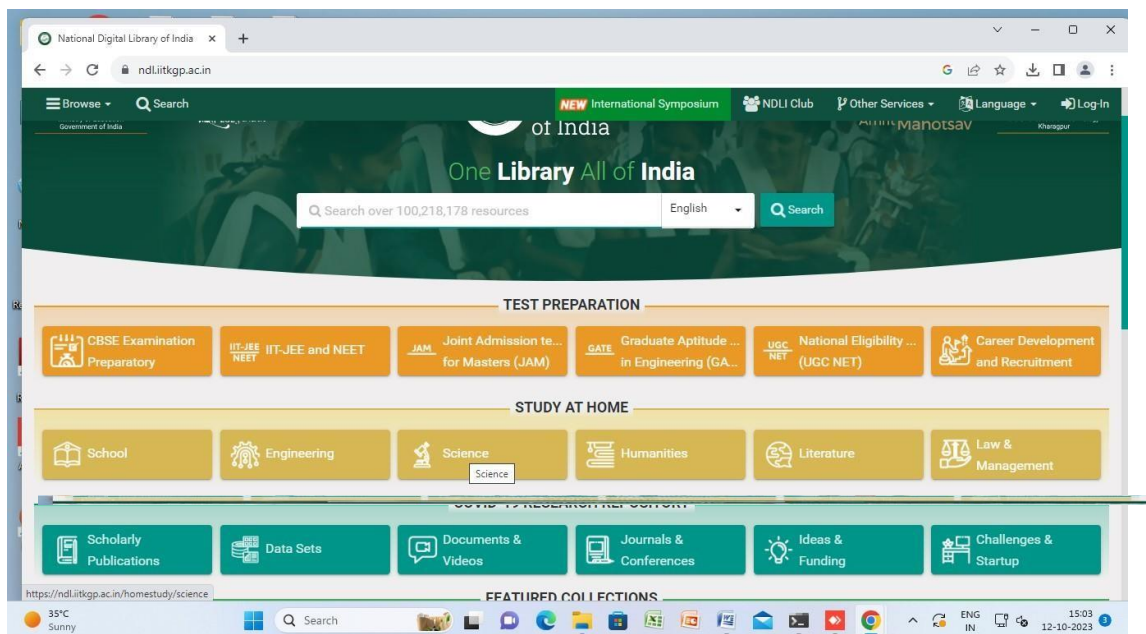 National Digital Library of India
ndl.iitkgp.ac.in
Browse
Search
NEW International Symposium
NDLI Club
Other Services
Language
Log-In
Government of India
of India
Mahotsav
Kharagpur
One Library All of India
Search over 100,218,178 resources
English
Search
TEST PREPARATION
CBSE Examination
Preparatory
IIT-JEE
NEET
IIT-JEE and NEET
JAM
Joint Admission te...
for Masters (JAM)
GATE
Graduate Aptitude ...
in Engineering (GA...
UGC
NET
National Eligibility ...
(UGC NET)
Career Development
and Recruitment
STUDY AT HOME
School
Engineering
Science
Humanities
Literature
Law &
Management
Science
COVID-19 RESEARCH REPOSITORY
Scholarly
Publications
Data Sets
Documents &
Videos
Journals &
Conferences
Ideas &
Funding
Challenges &
Startup
https://ndl.iitkgp.ac.in/homestudy/science
FEATURED COLLECTIONS
35°C
Sunny
Search
ENG
IN
15:03
12-10-2023